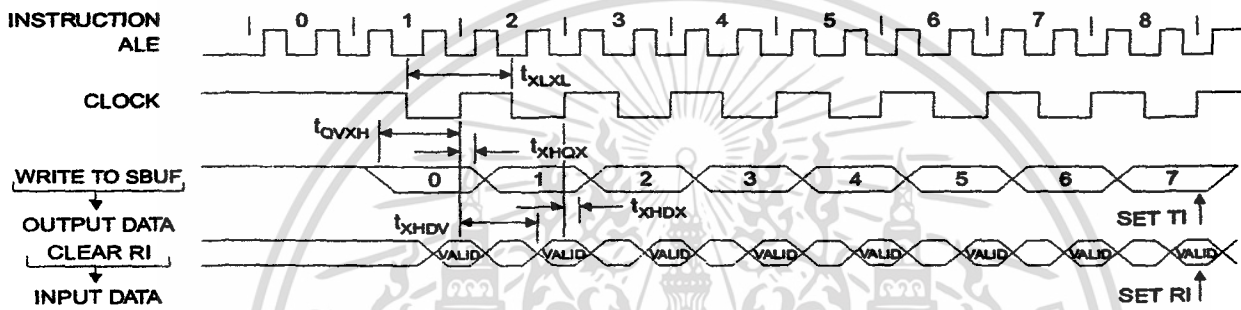 INSTRUCTION 0 1 2 3 4 5 6 7 8
ALE
tXLXL
CLOCK
tQVXH
tXHQX
WRITE TO SBUF 0 1 2 3 4 5 6 7
tXHDX
OUTPUT DATA SET TI
tXHDV
CLEAR RI
VALID VALID VALID VALID VALID VALID VALID VALID
INPUT DATA SET RI